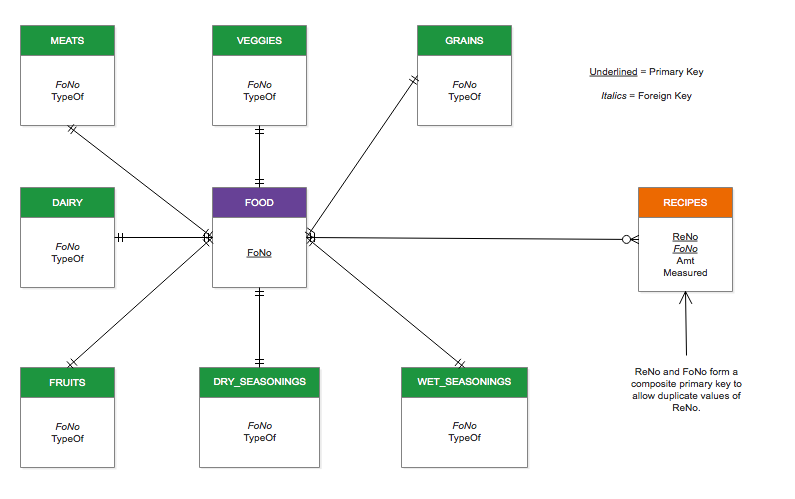 MEATS
FoNo
TypeOf
VEGGIES
FoNo
TypeOf
GRAINS
FoNo
TypeOf
Underlined = Primary Key
Italics = Foreign Key
DAIRY
FoNo
TypeOf
FOOD
FoNo
RECIPES
ReNo
FoNo
Amt
Measured
FRUITS
FoNo
TypeOf
DRY_SEASONINGS
FoNo
TypeOf
WET_SEASONINGS
FoNo
TypeOf
ReNo and FoNo form a
composite primary key to
allow duplicate values of
ReNo.